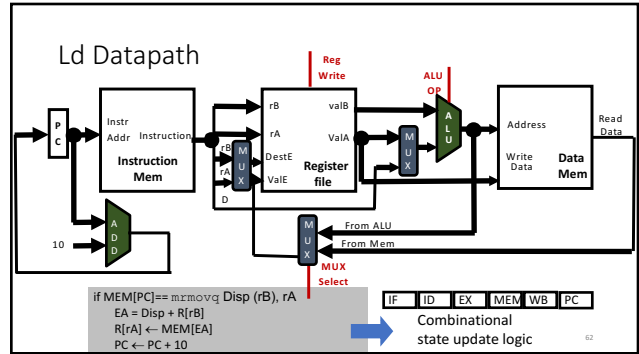 Ld Datapath
Reg
Write
ALU
OP
P
C
Instr
Addr
Instruction
Instruction
Mem
rB
rA
rB
rA
D
M
U
X
DestE
ValE
valB
ValA
Register
file
M
U
X
A
L
U
Address
Write
Data
Data
Mem
Read
Data
10
A
D
D
M
U
X
From ALU
From Mem
MUX
Select
if MEM[PC]== mrmovq Disp (rB), rA
EA = Disp + R[rB]
R[rA] ← MEM[EA]
PC ← PC + 10
IF ID EX MEM WB PC
Combinational
state update logic
62